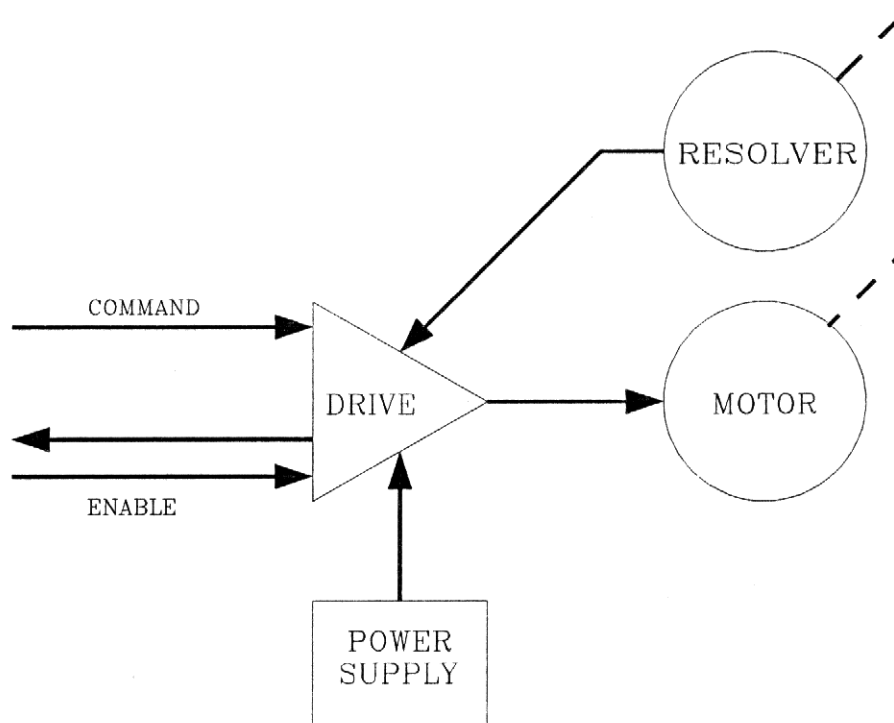 RESOLVER
COMMAND
DRIVE
MOTOR
ENABLE
POWER
SUPPLY